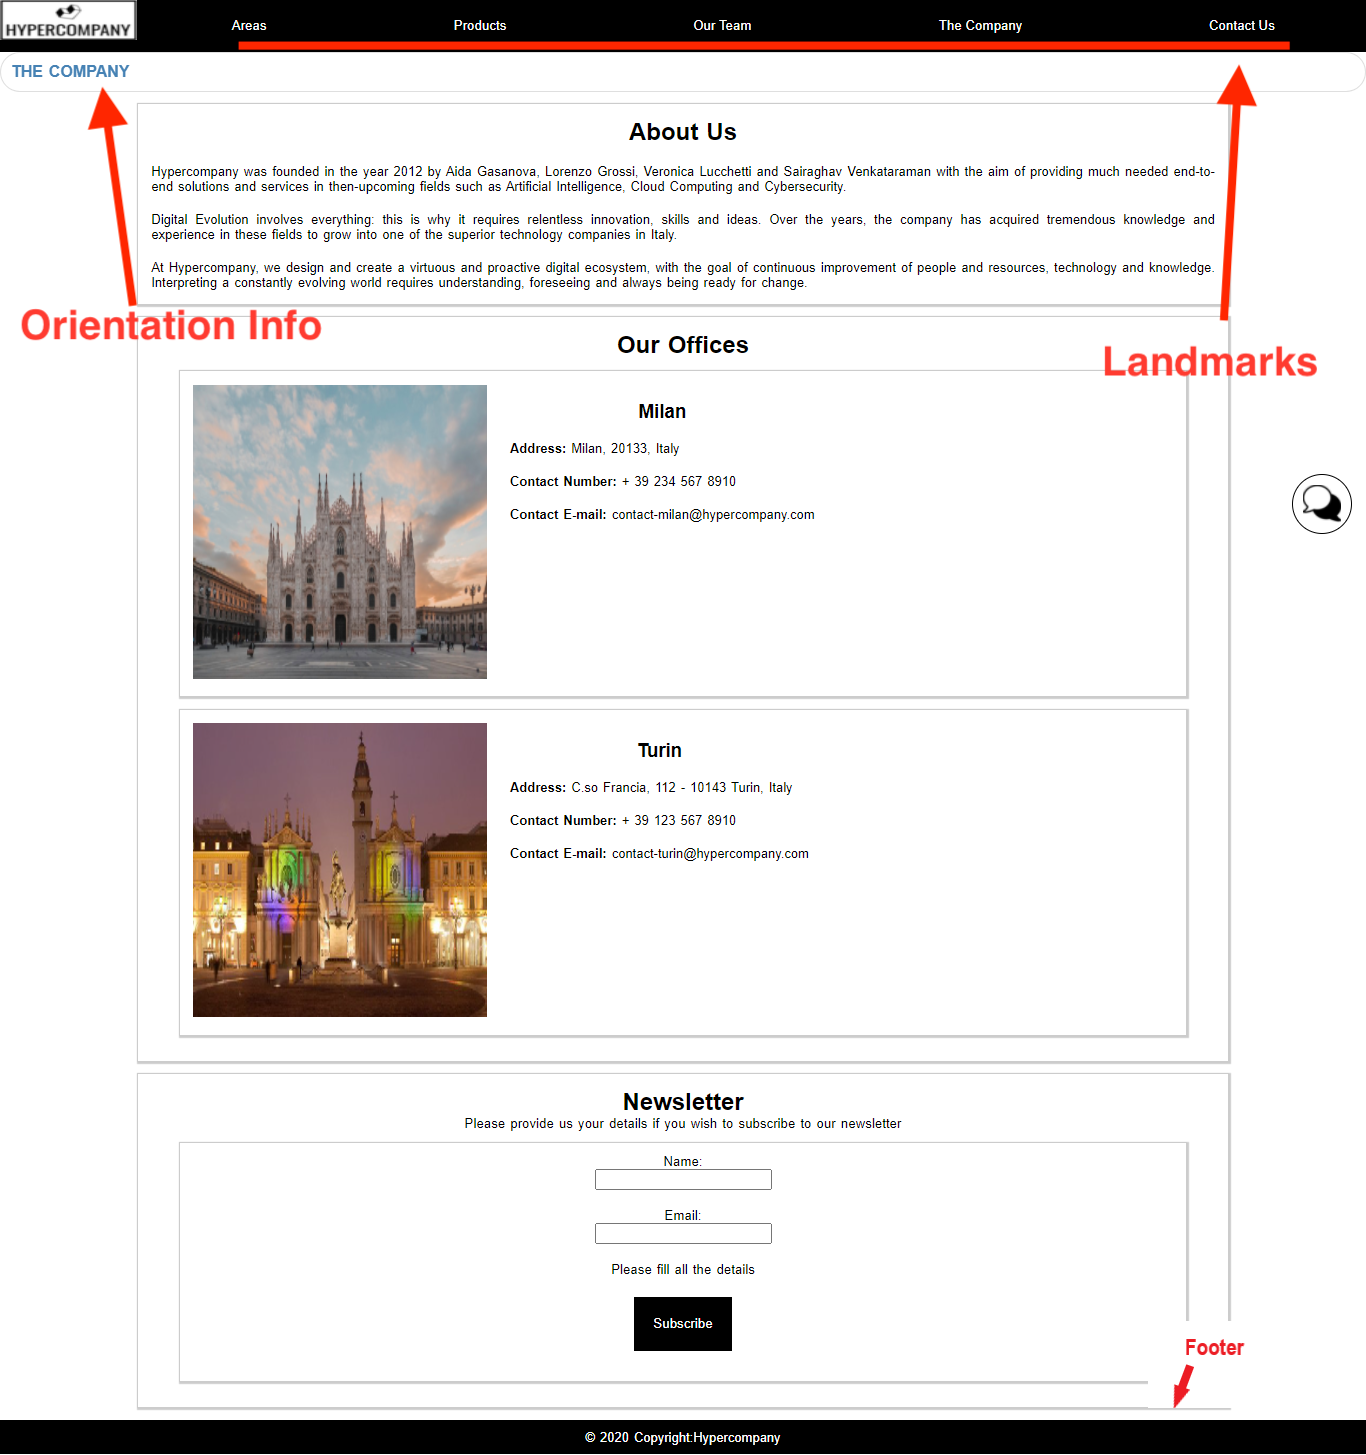 HYPERCOMPANY
Areas Products Our Team The Company Contact Us
THE COMPANY
About Us
Hypercompany was founded in the year 2012 by Aida Gasanova, Lorenzo Grossi, Veronica Lucchetti and Sairaghav Venkataraman with the aim of providing much needed end-to-
end solutions and services in then-upcoming fields such as Artificial Intelligence, Cloud Computing and Cybersecurity.
Digital Evolution involves everything: this is why it requires relentless innovation, skills and ideas. Over the years, the company has acquired tremendous knowledge and
experience in these fields to grow into one of the superior technology companies in Italy.
At Hypercompany, we design and create a virtuous and proactive digital ecosystem, with the goal of continuous improvement of people and resources, technology and knowledge.
Interpreting a constantly evolving world requires understanding, foreseeing and always being ready for change.
Orientation Info
Landmarks
Our Offices
Milan
Address: Milan, 20133, Italy
Contact Number: + 39 234 567 8910
Contact E-mail: contact-milan@hypercompany.com
Turin
Address: C.so Francia, 112 - 10143 Turin, Italy
Contact Number: + 39 123 567 8910
Contact E-mail: contact-turin@hypercompany.com
Newsletter
Please provide us your details if you wish to subscribe to our newsletter
Name:
Email:
Please fill all the details
Subscribe
Footer
© 2020 Copyright:Hypercompany